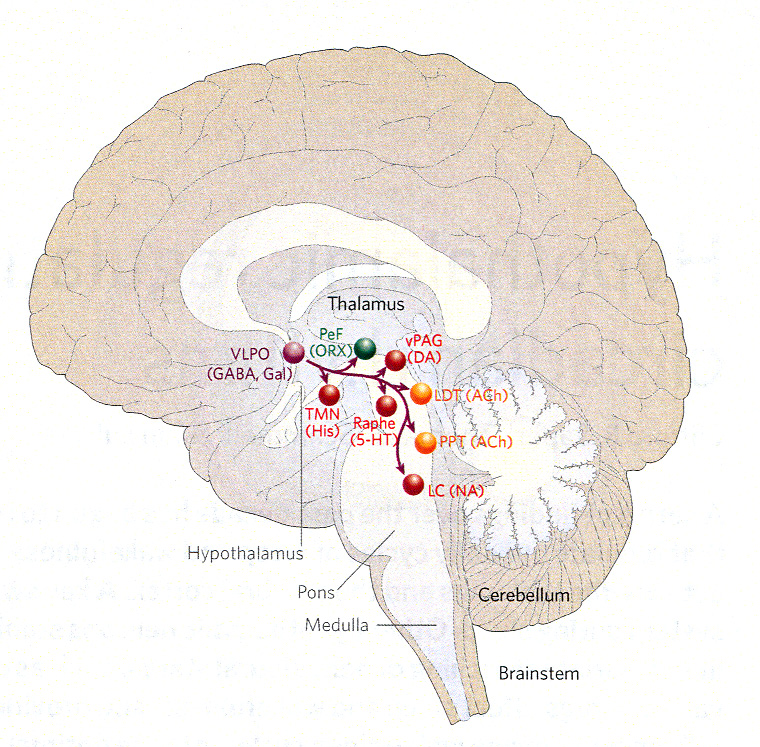 Thalamus
PeF
(ORX)
vPAG
(DA)
VLPO
(GABA, Gal)
LDT (ACh)
TMN
(His)
Raphe
(5-HT)
PPT (ACh)
LC (NA)
Hypothalamus
Pons
Cerebellum
Medulla
Brainstem